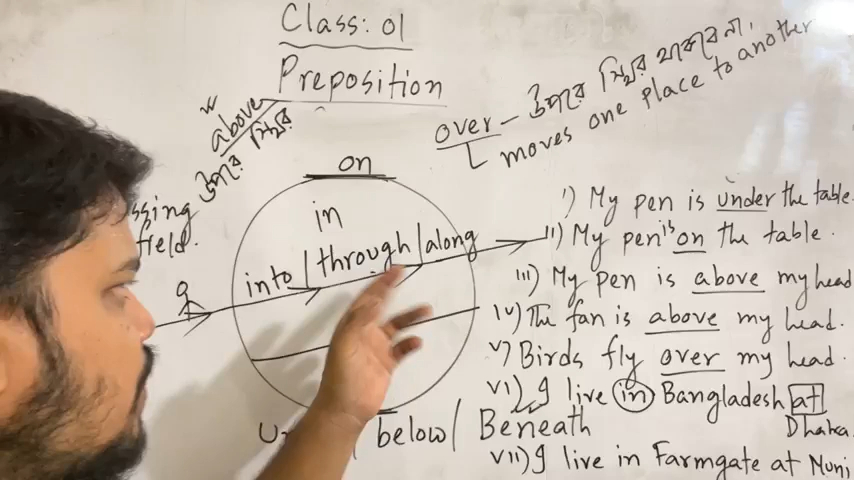 Class: 01
Preposition
above
উপরে স্থির
over – উপরে স্থির থাকবে না,
moves one place to another
on
in
into / through / along
ssing
field.
below / Beneath
i) My pen is under the table.
ii) My pen is on the table.
iii) My pen is above my head
iv) The fan is above my head.
v) Birds fly over my head.
vi) I live in Bangladesh at
Dhaka.
vii) I live in Farmgate at Muni